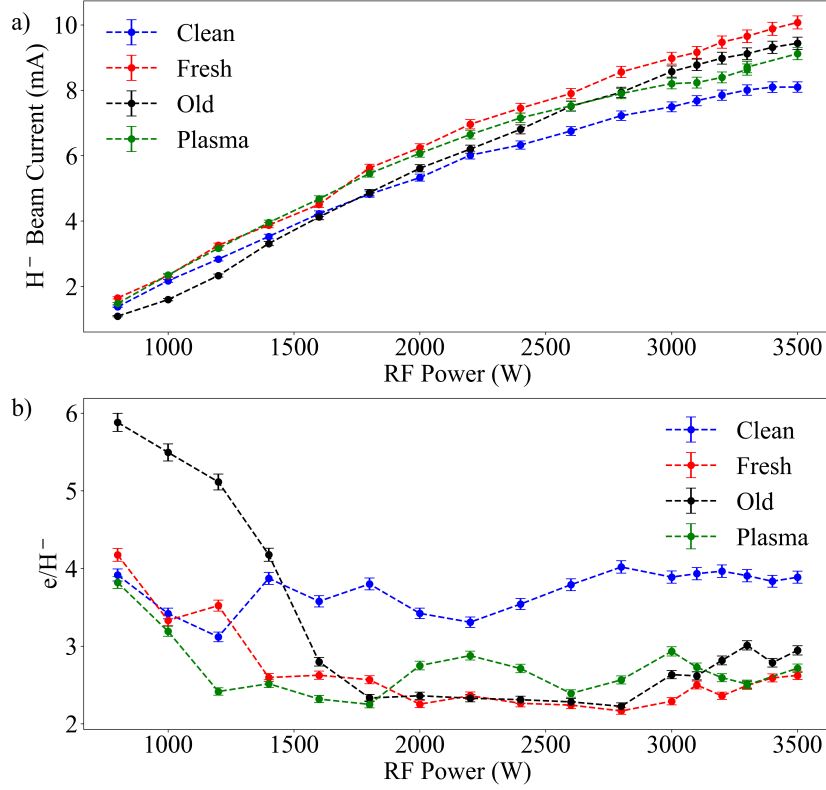 a)
10
8
6
4
2
H⁻ Beam Current (mA)
Clean
Fresh
Old
Plasma
1000 1500 2000 2500 3000 3500
RF Power (W)
b)
6
5
4
3
2
e/H⁻
Clean
Fresh
Old
Plasma
1000 1500 2000 2500 3000 3500
RF Power (W)